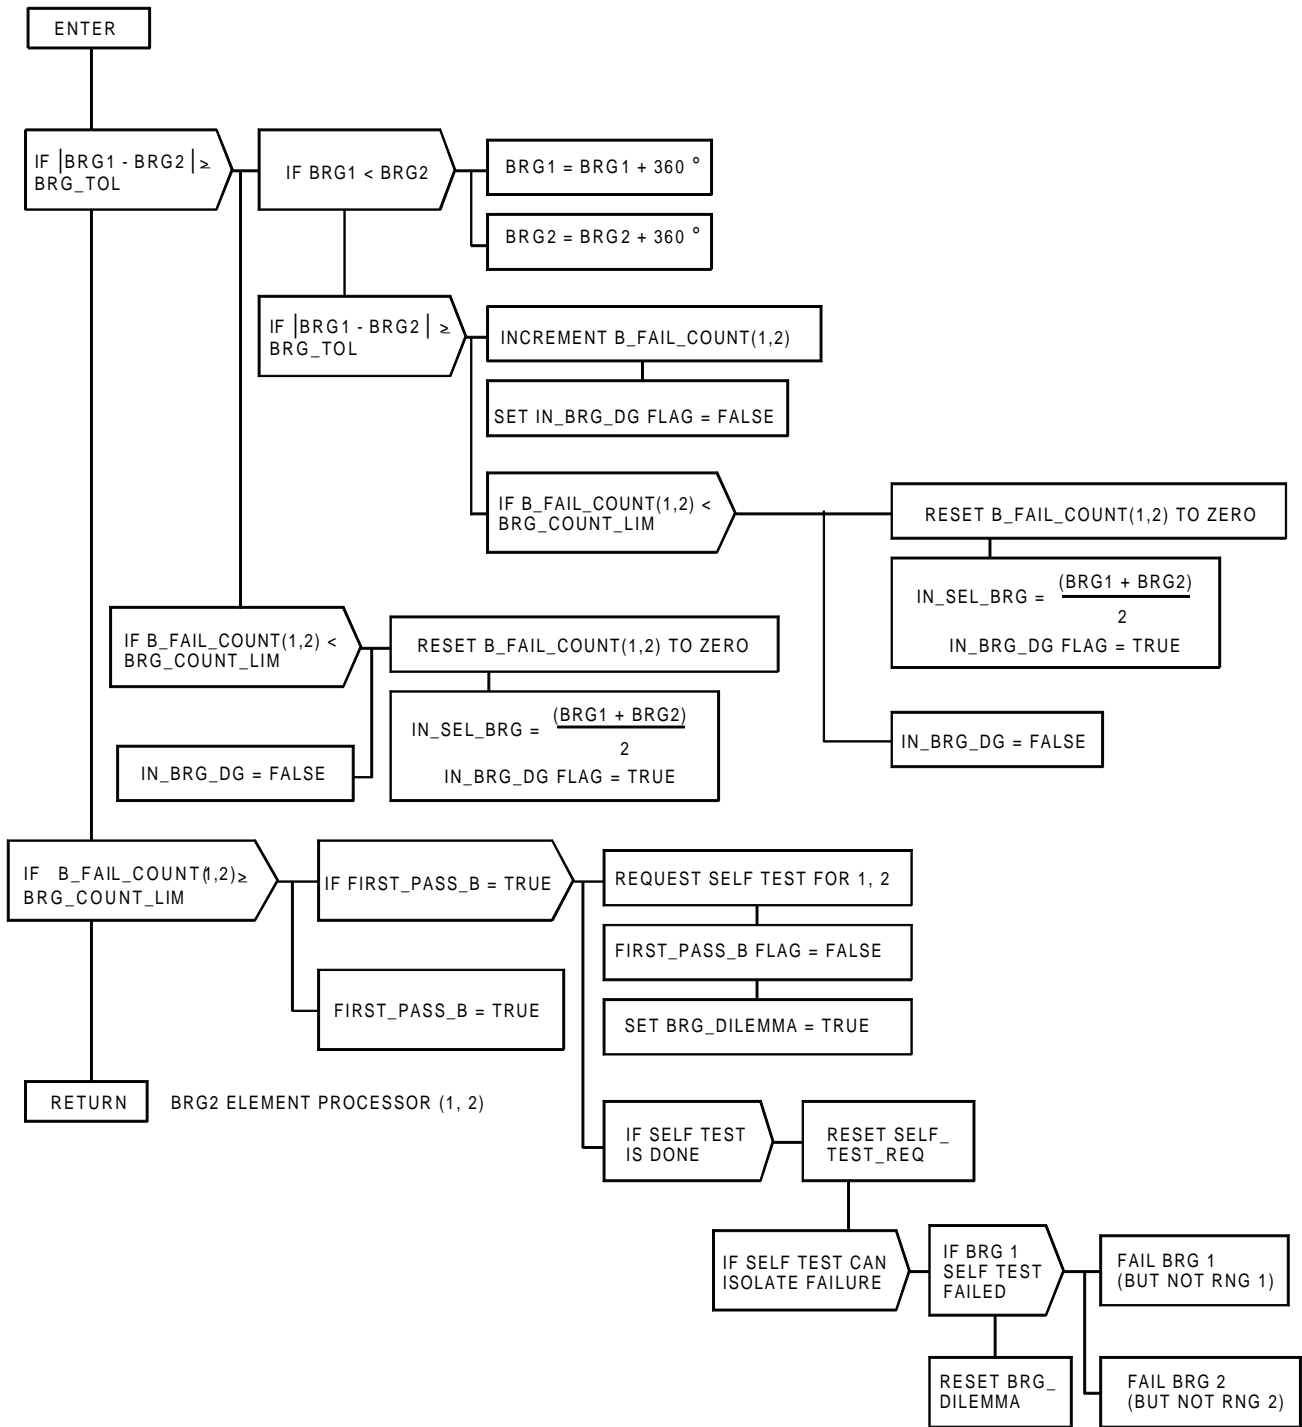 ENTER
IF |BRG1 - BRG2| ≥
BRG_TOL
IF BRG1 < BRG2
BRG1 = BRG1 + 360 °
BRG2 = BRG2 + 360 °
IF |BRG1 - BRG2| ≥
BRG_TOL
INCREMENT B_FAIL_COUNT(1,2)
SET IN_BRG_DG FLAG = FALSE
IF B_FAIL_COUNT(1,2) <
BRG_COUNT_LIM
RESET B_FAIL_COUNT(1,2) TO ZERO
IN_SEL_BRG = (BRG1 + BRG2)
2
IN_BRG_DG FLAG = TRUE
IN_BRG_DG = FALSE
IF B_FAIL_COUNT(1,2) <
BRG_COUNT_LIM
RESET B_FAIL_COUNT(1,2) TO ZERO
IN_SEL_BRG = (BRG1 + BRG2)
2
IN_BRG_DG FLAG = TRUE
IN_BRG_DG = FALSE
IF B_FAIL_COUNT(1,2) ≥
BRG_COUNT_LIM
IF FIRST_PASS_B = TRUE
REQUEST SELF TEST FOR 1, 2
FIRST_PASS_B FLAG = FALSE
SET BRG_DILEMMA = TRUE
FIRST_PASS_B = TRUE
RETURN
BRG2 ELEMENT PROCESSOR (1, 2)
IF SELF TEST
IS DONE
RESET SELF_
TEST_REQ
IF SELF TEST CAN
ISOLATE FAILURE
IF BRG 1
SELF TEST
FAILED
FAIL BRG 1
(BUT NOT RNG 1)
RESET BRG_
DILEMMA
FAIL BRG 2
(BUT NOT RNG 2)